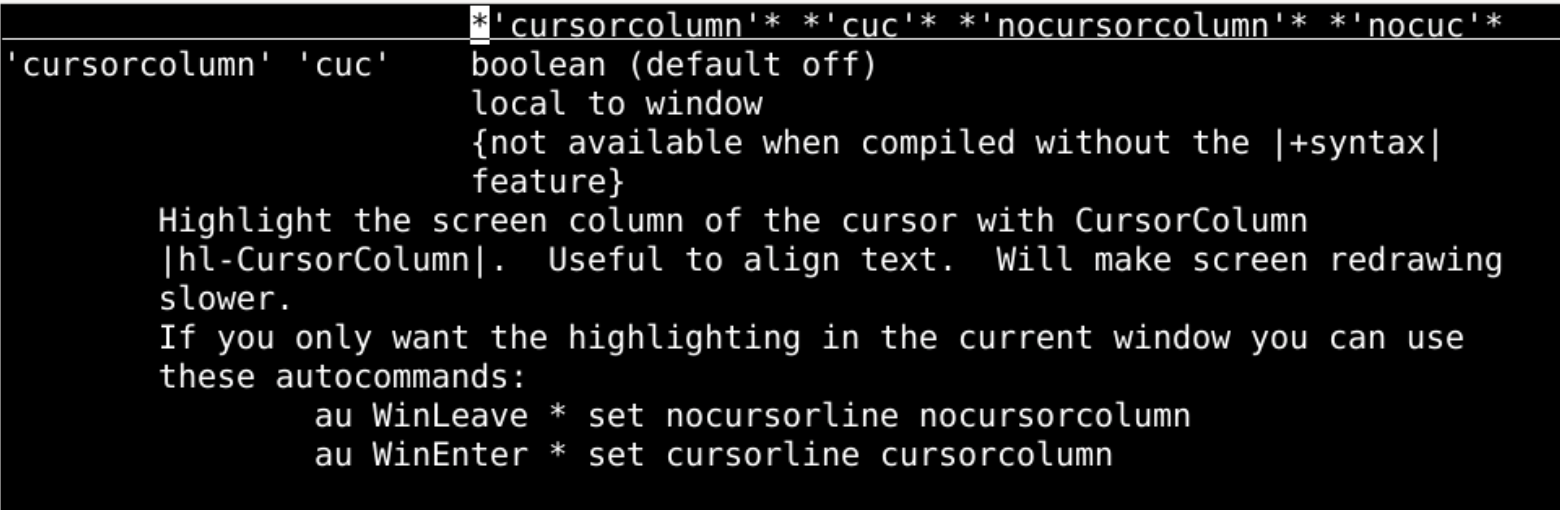 *'cursorcolumn'* *'cuc'* *'nocursorcolumn'* *'nocuc'*
'cursorcolumn' 'cuc'    boolean (default off)
local to window
{not available when compiled without the |+syntax|
feature}
Highlight the screen column of the cursor with CursorColumn
|hl-CursorColumn|.  Useful to align text.  Will make screen redrawing
slower.
If you only want the highlighting in the current window you can use
these autocommands:
au WinLeave * set nocursorline nocursorcolumn
au WinEnter * set cursorline cursorcolumn